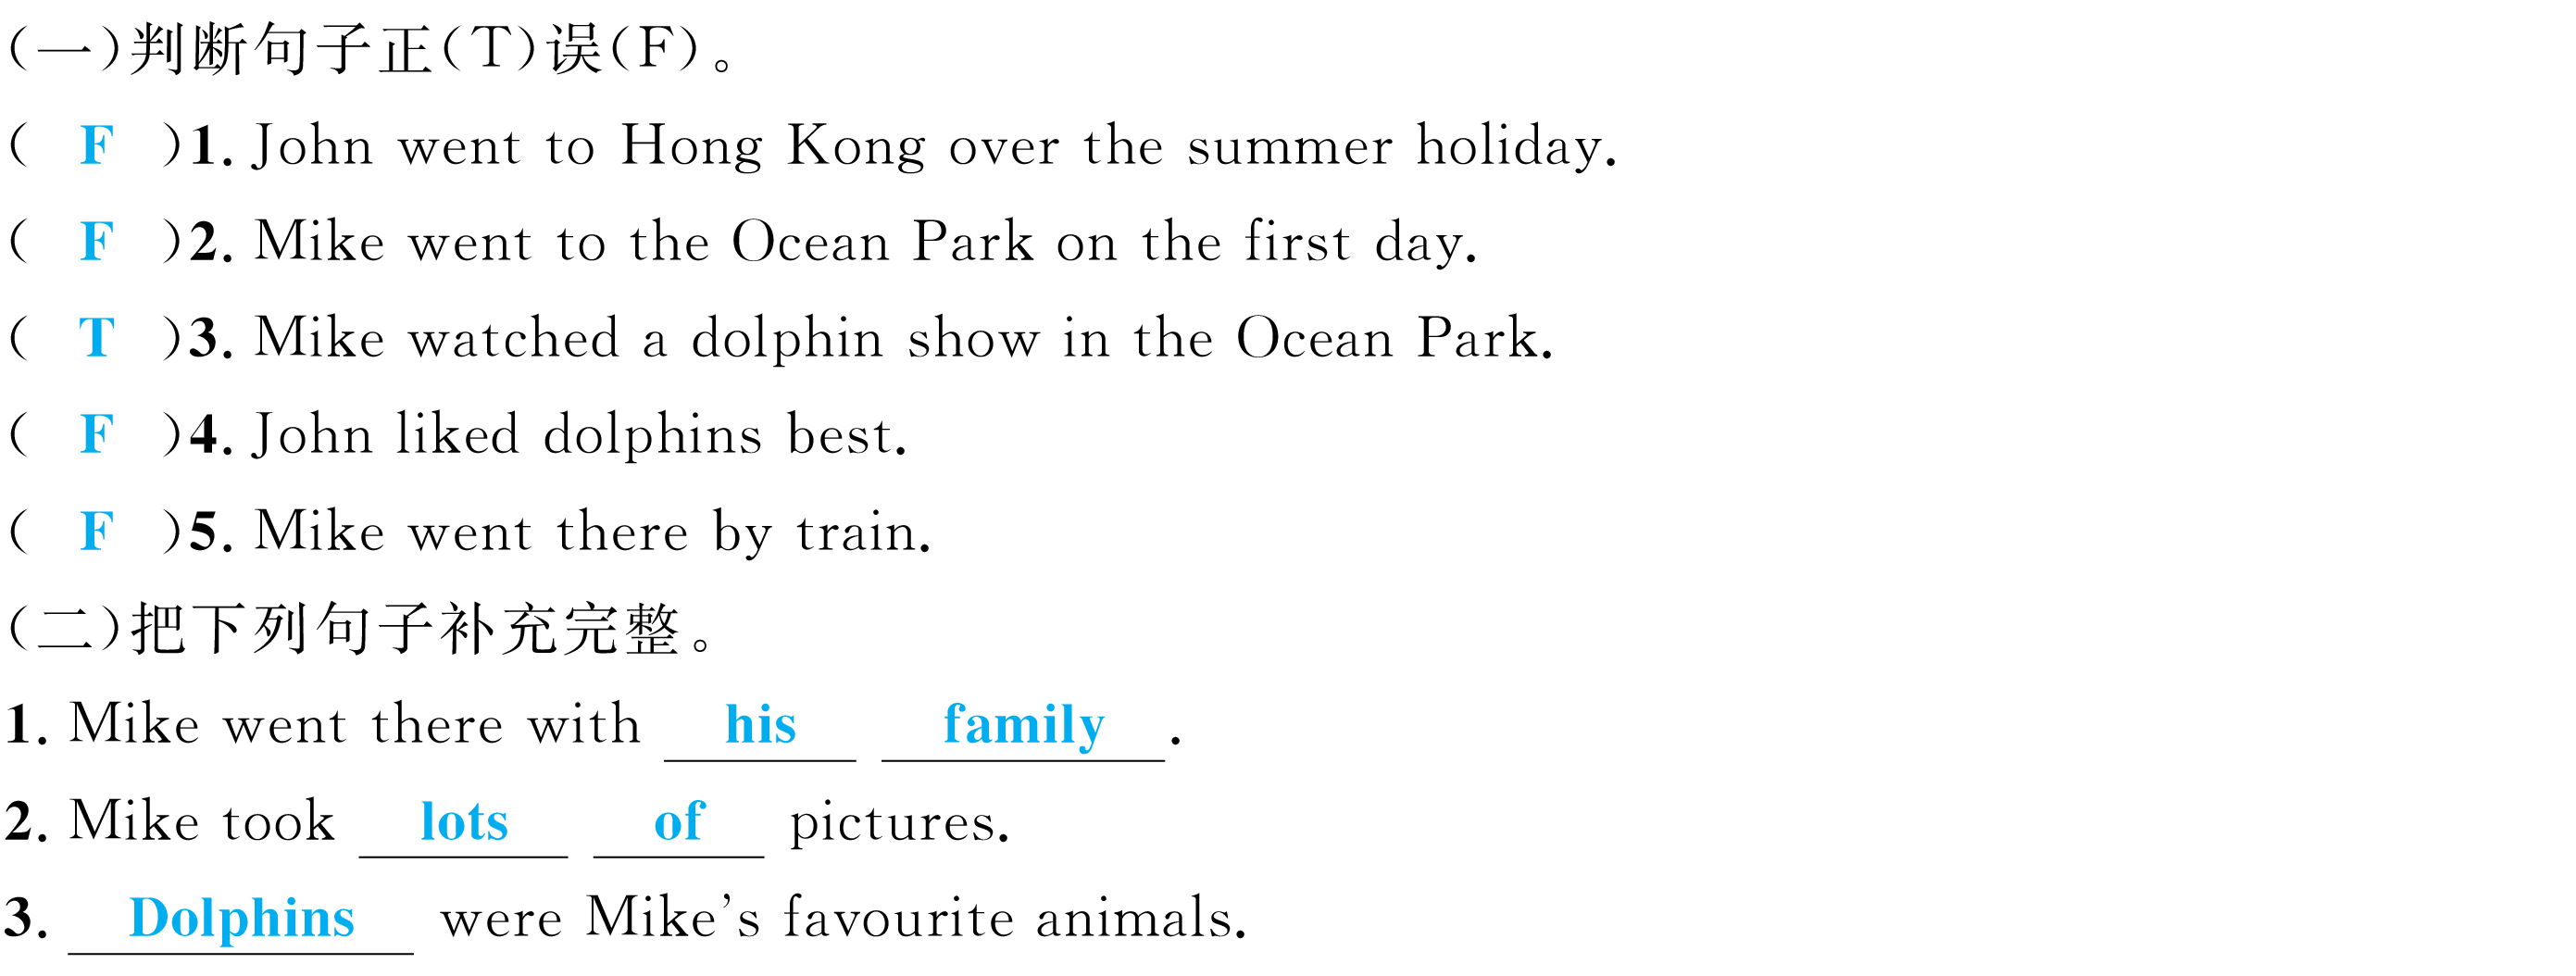 (一)判断句子正(T)误(F)。
( F )1. John went to Hong Kong over the summer holiday.
( F )2. Mike went to the Ocean Park on the first day.
( T )3. Mike watched a dolphin show in the Ocean Park.
( F )4. John liked dolphins best.
( F )5. Mike went there by train.
(二)把下列句子补充完整。
1. Mike went there with his family.
2. Mike took lots of pictures.
3. Dolphins were Mike's favourite animals.